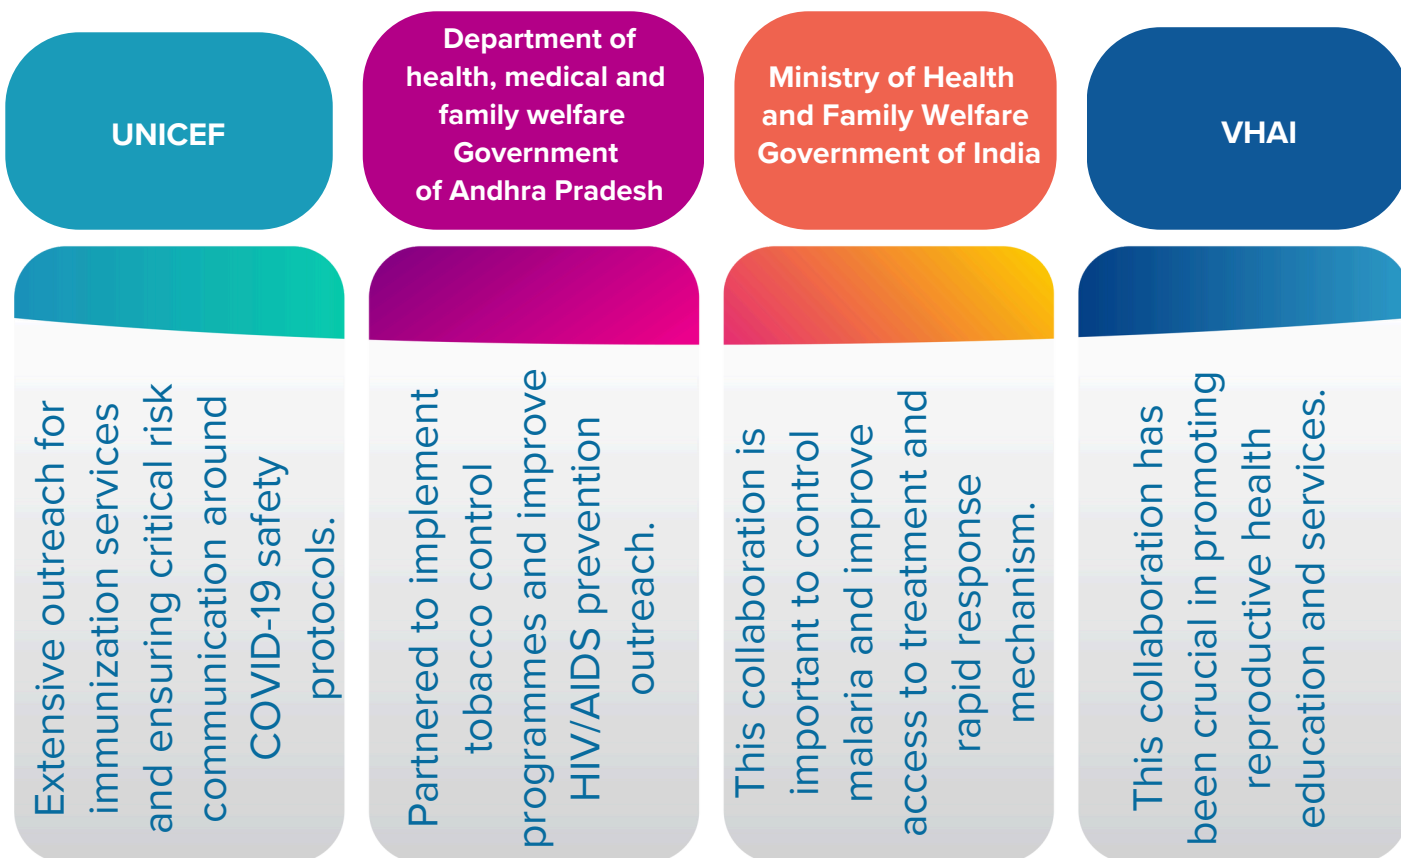 UNICEF
Extensive outreach for
immunization services
and ensuring critical risk
communication around
COVID-19 safety
protocols.
Department of
health, medical and
family welfare
Government
of Andhra Pradesh
Partnered to implement
tobacco control
programmes and improve
HIV/AIDS prevention
outreach.
Ministry of Health
and Family Welfare
Government of India
This collaboration is
important to control
malaria and improve
access to treatment and
rapid response
mechanism.
VHAI
This collaboration has
been crucial in promoting
reproductive health
education and services.